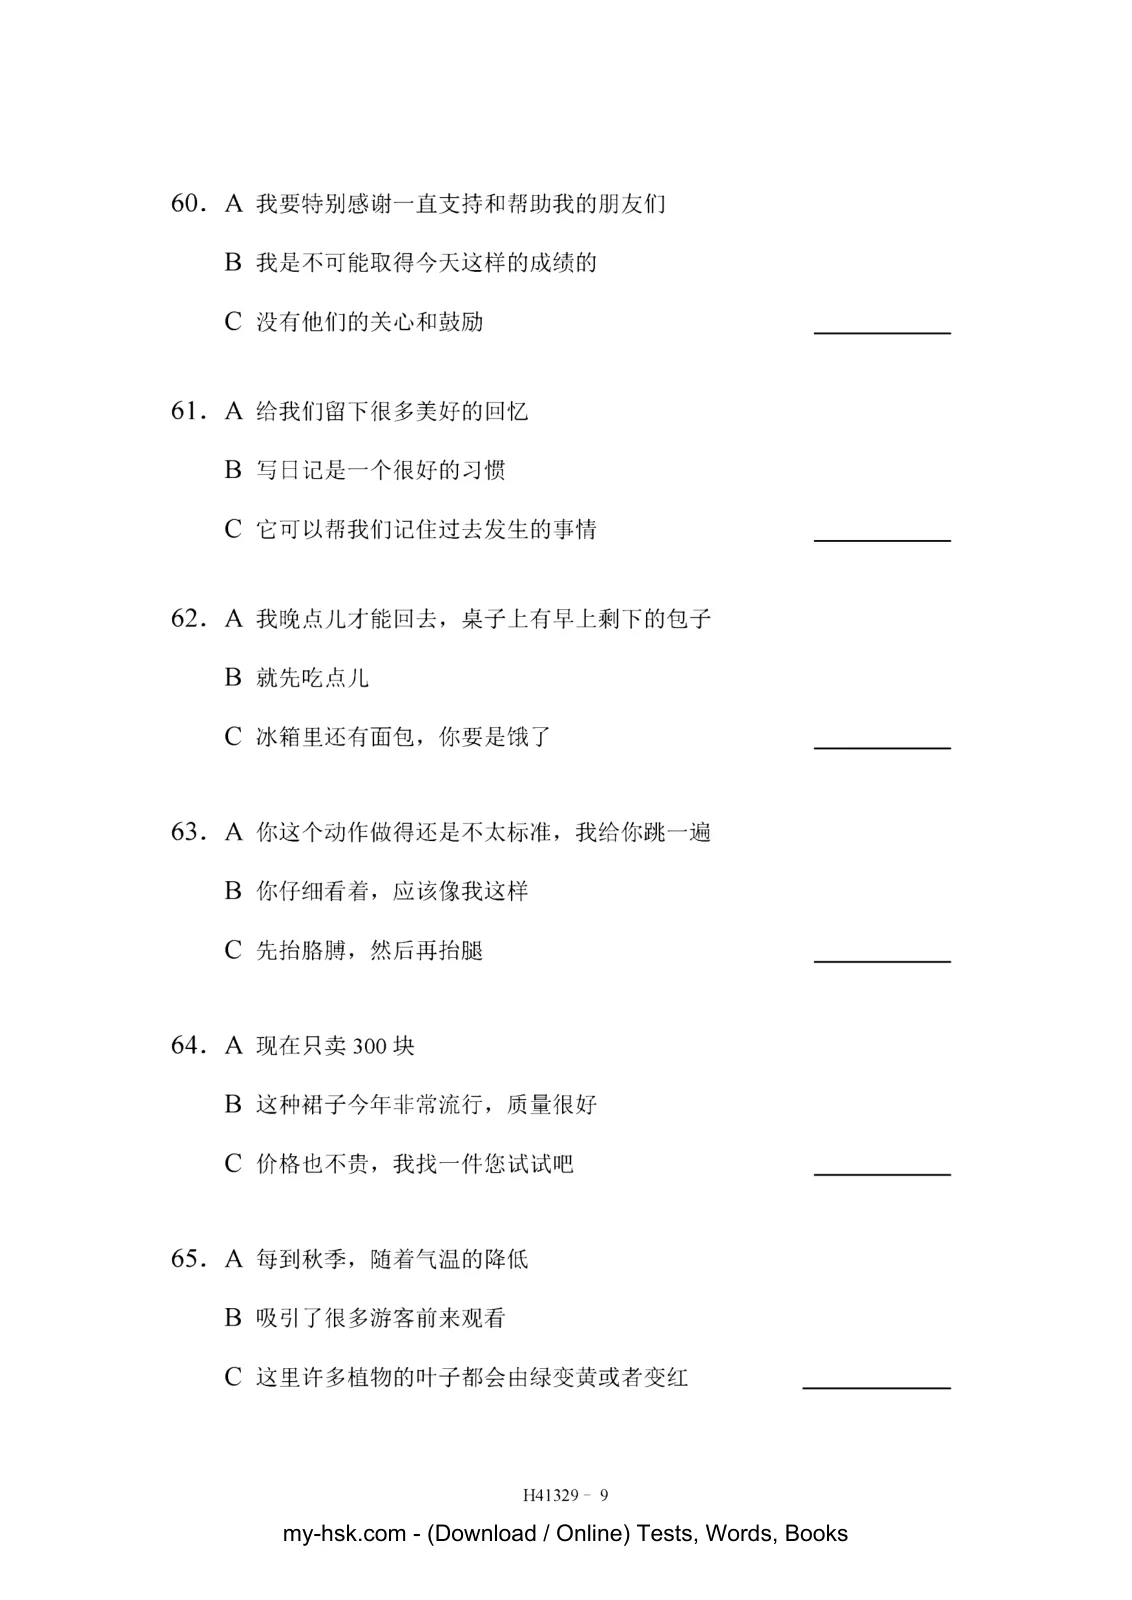 60． A 我要特别感谢一直支持和帮助我的朋友们
B 我是不可能取得今天这样的成绩的
C 没有他们的关心和鼓励
61． A 给我们留下很多美好的回忆
B 写日记是一个很好的习惯
C 它可以帮我们记住过去发生的事情
62． A 我晚点儿才能回去，桌子上有早上剩下的包子
B 就先吃点儿
C 冰箱里还有面包，你要是饿了
63． A 你这个动作做得还是不太标准，我给你跳一遍
B 你仔细看着，应该像我这样
C 先抬胳膊，然后再抬腿
64． A 现在只卖 300 块
B 这种裙子今年非常流行，质量很好
C 价格也不贵，我找一件您试试吧
65． A 每到秋季，随着气温的降低
B 吸引了很多游客前来观看
C 这里许多植物的叶子都会由绿变黄或者变红
H41329 - 9
my-hsk.com - (Download / Online) Tests, Words, Books